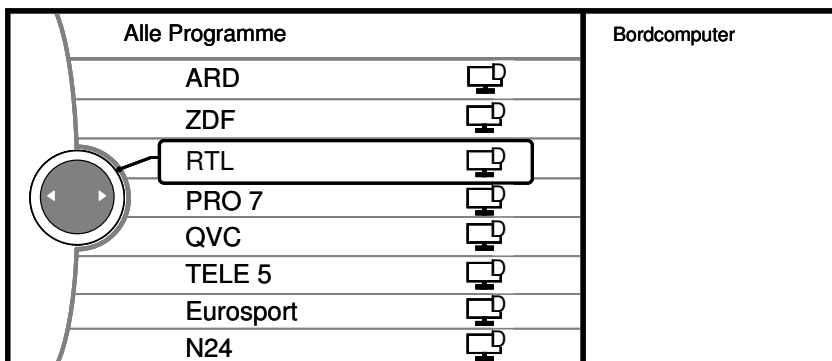 Alle Programme
Bordcomputer
ARD D
ZDF D
RTL D
PRO 7 D
QVC D
TELE 5 D
Eurosport D
N24 D